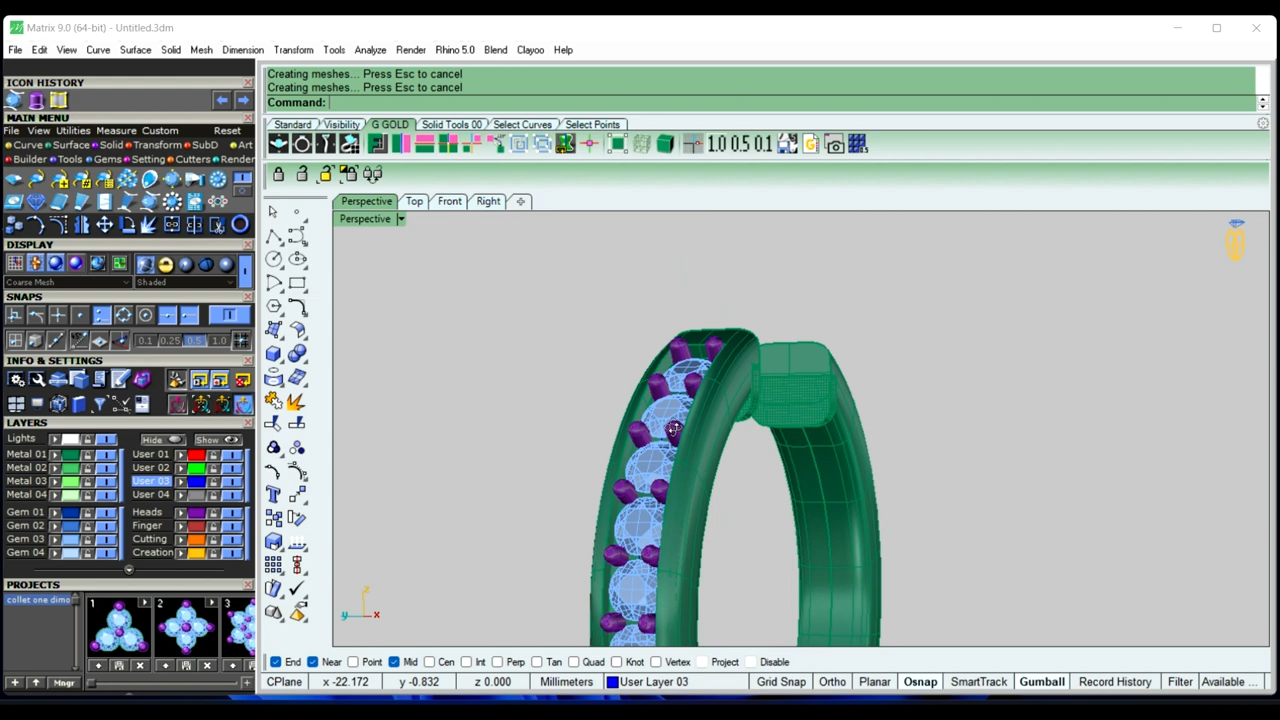 Matrix 9.0 (64-bit) - Untitled.3dm
File Edit View Curve Surface Solid Mesh Dimension Transform Tools Analyze Render Rhino 5.0 Blend Clayoo Help
ICON HISTORY
MAIN MENU
File View Utilities Measure Custom Reset
Curve Surface Solid Transform SubD Art
Builder Tools Gems Setting Cutters Render
DISPLAY
Coarse Mesh Shaded
SNAPS
0.1 0.25 0.5 1.0
INFO & SETTINGS
LAYERS
Lights Hide Show
Metal 01 User 01
Metal 02 User 02
Metal 03 User 03
Metal 04 User 04
Gem 01 Heads
Gem 02 Finger
Gem 03 Cutting
Gem 04 Creation
PROJECTS
collet one dimo 1 2 3
Mngr
Creating meshes... Press Esc to cancel
Creating meshes... Press Esc to cancel
Command:
Standard Visibility G GOLD Solid Tools 00 Select Curves Select Points
1.0 0.5 0.1
Perspective Top Front Right
Perspective
z
y x
End Near Point Mid Cen Int Perp Tan Quad Knot Vertex Project Disable
CPlane x -22.172 y -0.832 z 0.000 Millimeters User Layer 03 Grid Snap Ortho Planar Osnap SmartTrack Gumball Record History Filter Available ...